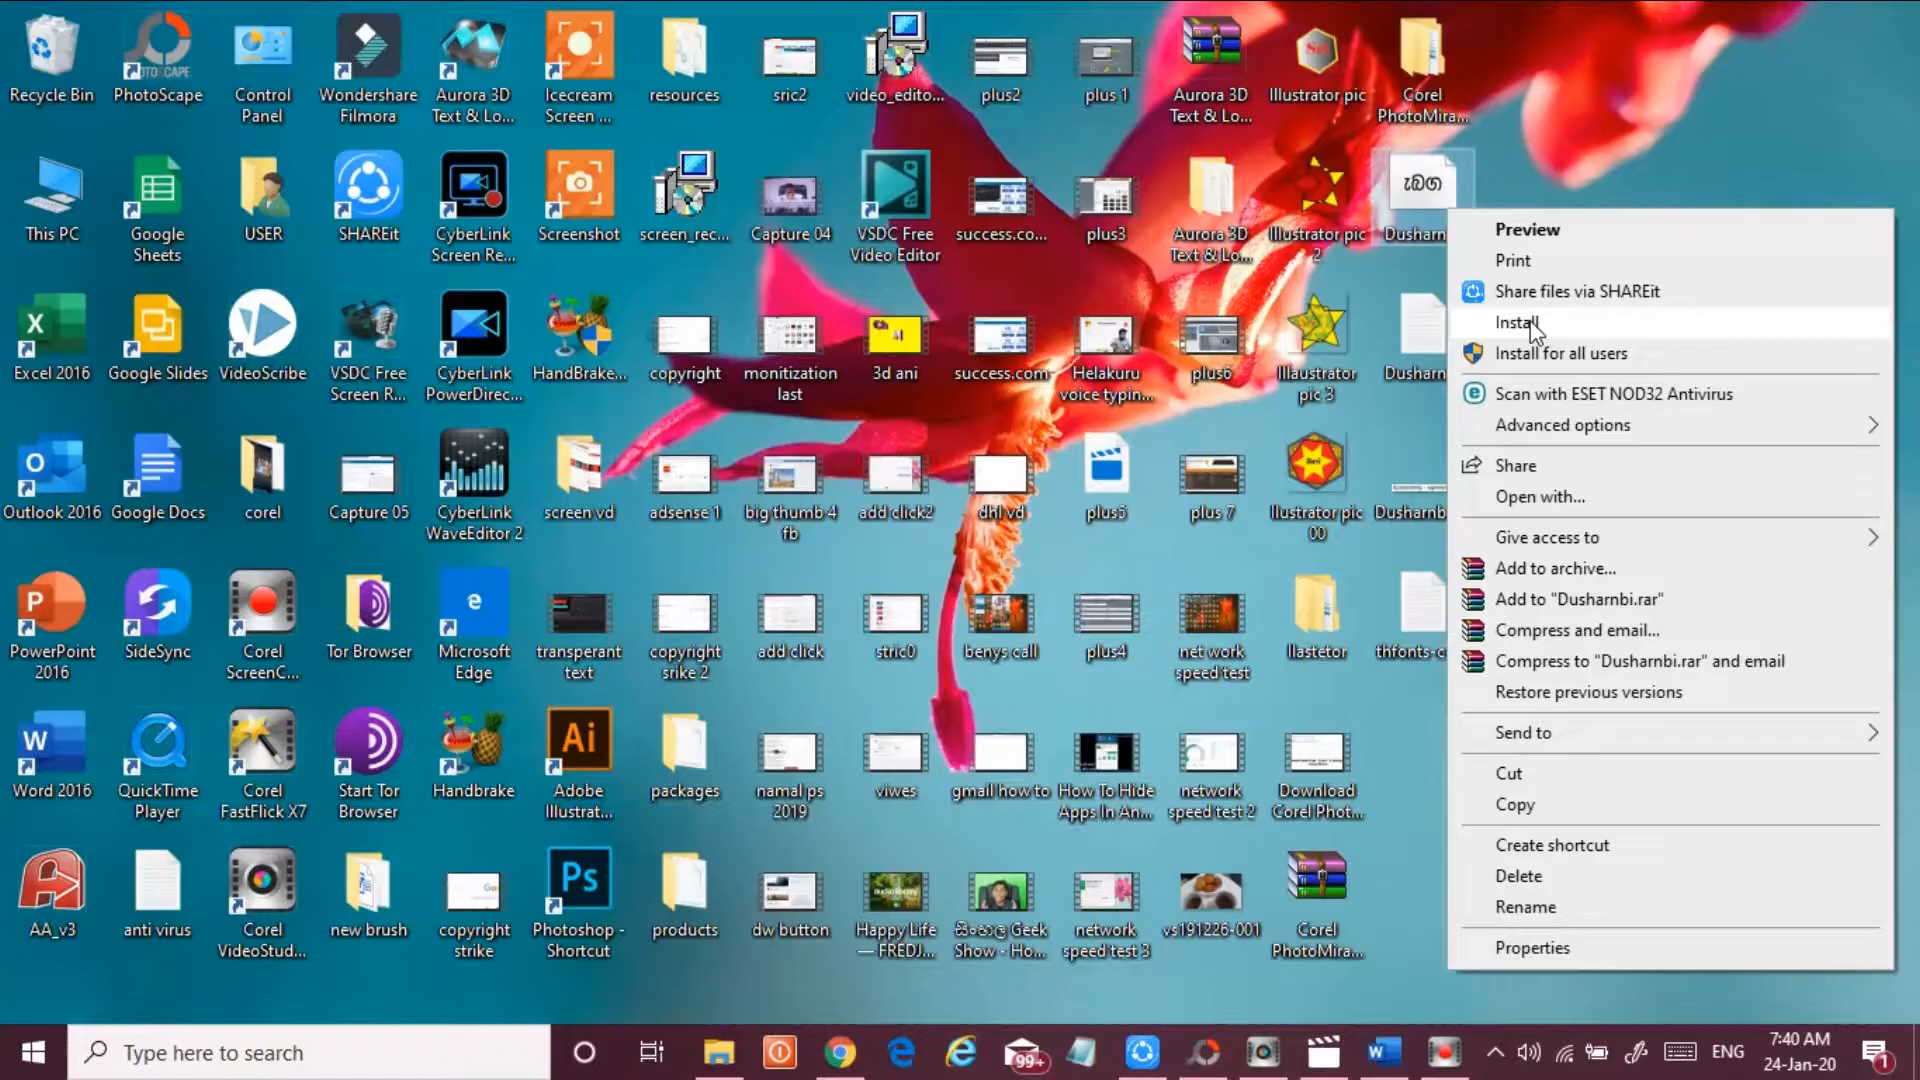 Recycle Bin
PhotoScape
Control
Panel
Wondershare
Filmora
Aurora 3D
Text & Lo...
Icecream
Screen ...
resources
sric2
video_edito...
plus2
plus 1
Aurora 3D
Text & Lo...
Illustrator pic
Corel
PhotoMira...
This PC
Google
Sheets
USER
SHAREit
CyberLink
Screen Re...
Screenshot
screen_rec...
Capture 04
VSDC Free
Video Editor
success.co...
plus3
Aurora 3D
Text & Lo...
Illustrator pic
2
Dusharn
Excel 2016
Google Slides
VideoScribe
VSDC Free
Screen R...
CyberLink
PowerDirec...
HandBrake...
copyright
monitization
last
3d ani
success.com
Helakuru
voice typin...
plus6
Illaustrator
pic 3
Dusharn
Outlook 2016
Google Docs
corel
Capture 05
CyberLink
WaveEditor 2
screen vd
adsense 1
big thumb 4
fb
add click2
dhl vd
plus5
plus 7
Illustrator pic
00
Dusharnb
PowerPoint
2016
SideSync
Corel
ScreenC...
Tor Browser
Microsoft
Edge
transperant
text
copyright
srike 2
add click
stric0
benys call
plus4
net work
speed test
llastetor
thfonts-c
Word 2016
QuickTime
Player
Corel
FastFlick X7
Start Tor
Browser
Handbrake
Adobe
Illustrat...
packages
namal ps
2019
viwes
gmail how to
How To Hide
Apps In An...
network
speed test 2
Download
Corel Phot...
AA_v3
anti virus
Corel
VideoStud...
new brush
copyright
strike
Photoshop -
Shortcut
products
dw button
Happy Life
— FREDJ...
සිංහල Geek
Show - Ho...
network
speed test 3
vs191226-001
Corel
PhotoMira...
Preview
Print
Share files via SHAREit
Install
Install for all users
Scan with ESET NOD32 Antivirus
Advanced options
Share
Open with...
Give access to
Add to archive...
Add to "Dusharnbi.rar"
Compress and email...
Compress to "Dusharnbi.rar" and email
Restore previous versions
Send to
Cut
Copy
Create shortcut
Delete
Rename
Properties
Type here to search
99+
ENG
7:40 AM
24-Jan-20
1